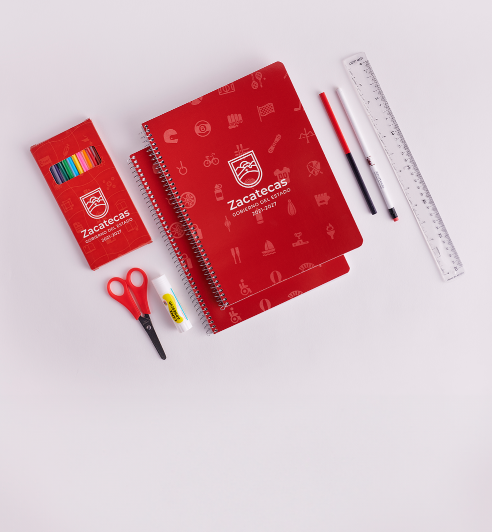 Zacatecas
GOBIERNO DEL ESTADO
2021-2027
Zacatecas
GOBIERNO DEL ESTADO
2021-2027